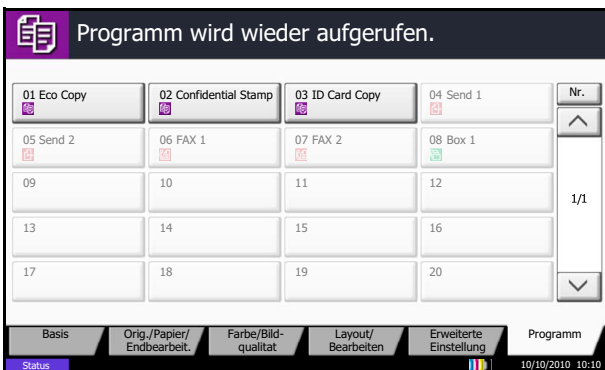 Programm wird wieder aufgerufen.
01 Eco Copy
02 Confidential Stamp
03 ID Card Copy
04 Send 1
Nr.
05 Send 2
06 FAX 1
07 FAX 2
08 Box 1
09
10
11
12
1/1
13
14
15
16
17
18
19
20
Basis
Orig./Papier/
Endbearbeit.
Farbe/Bild-
qualitat
Layout/
Bearbeiten
Erweiterte
Einstellung
Programm
Status
10/10/2010 10:10